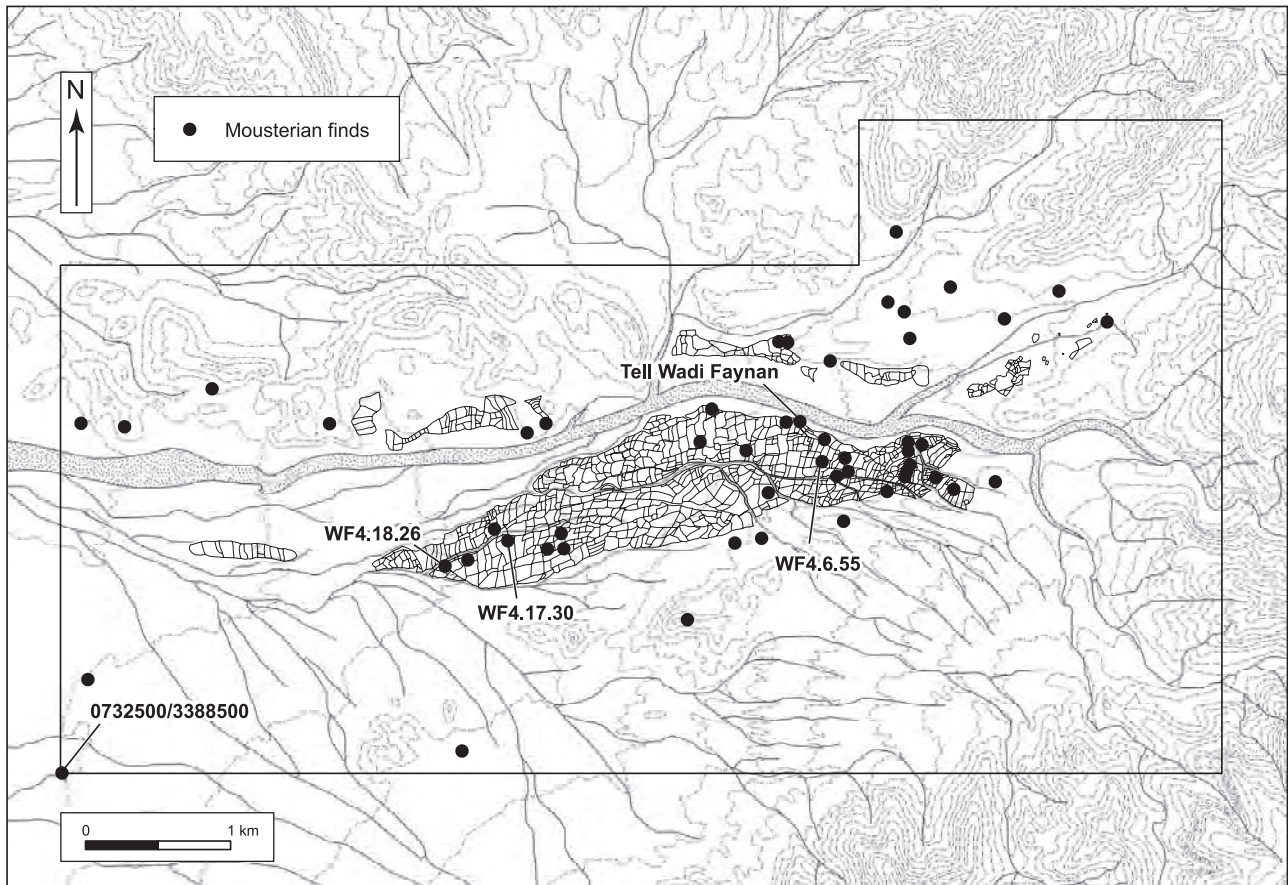 N
Mousterian finds
Tell Wadi Faynan
WF4.18.26
WF4.6.55
WF4.17.30
0732500/3388500
0 1 km